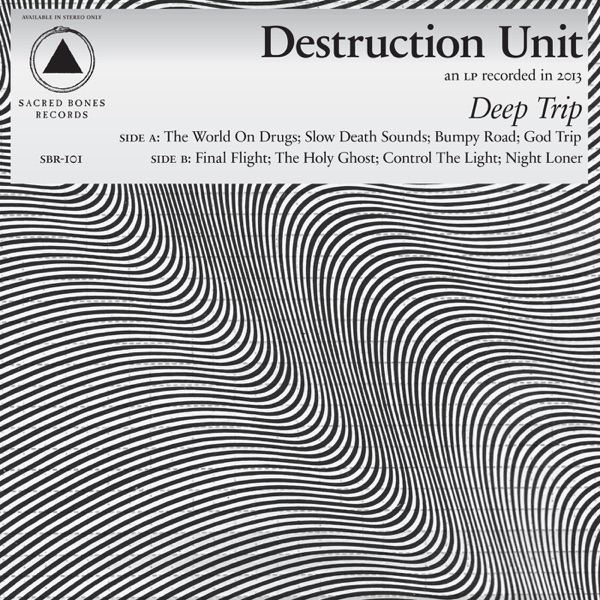 AVAILABLE IN STEREO ONLY
Destruction Unit
an LP recorded in 2013
SACRED BONES
RECORDS
Deep Trip
SIDE A: The World On Drugs; Slow Death Sounds; Bumpy Road; God Trip
SBR-101
SIDE B: Final Flight; The Holy Ghost; Control The Light; Night Loner